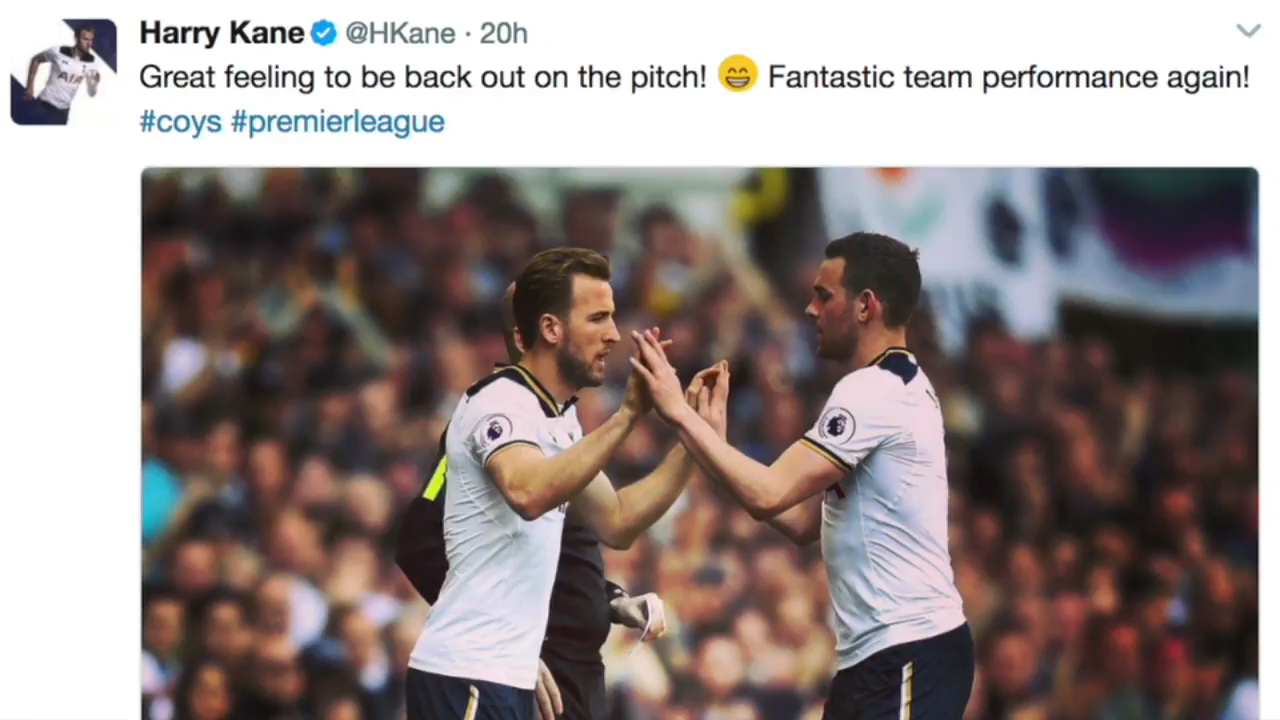 Harry Kane @HKane · 20h
Great feeling to be back out on the pitch! 😁 Fantastic team performance again!
#coys #premierleague